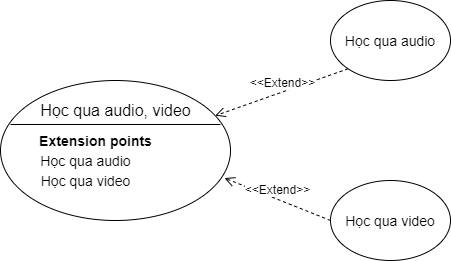 Học qua audio
<<Extend>>
Học qua audio, video
Extension points
Học qua audio
Học qua video
<<Extend>>
Học qua video